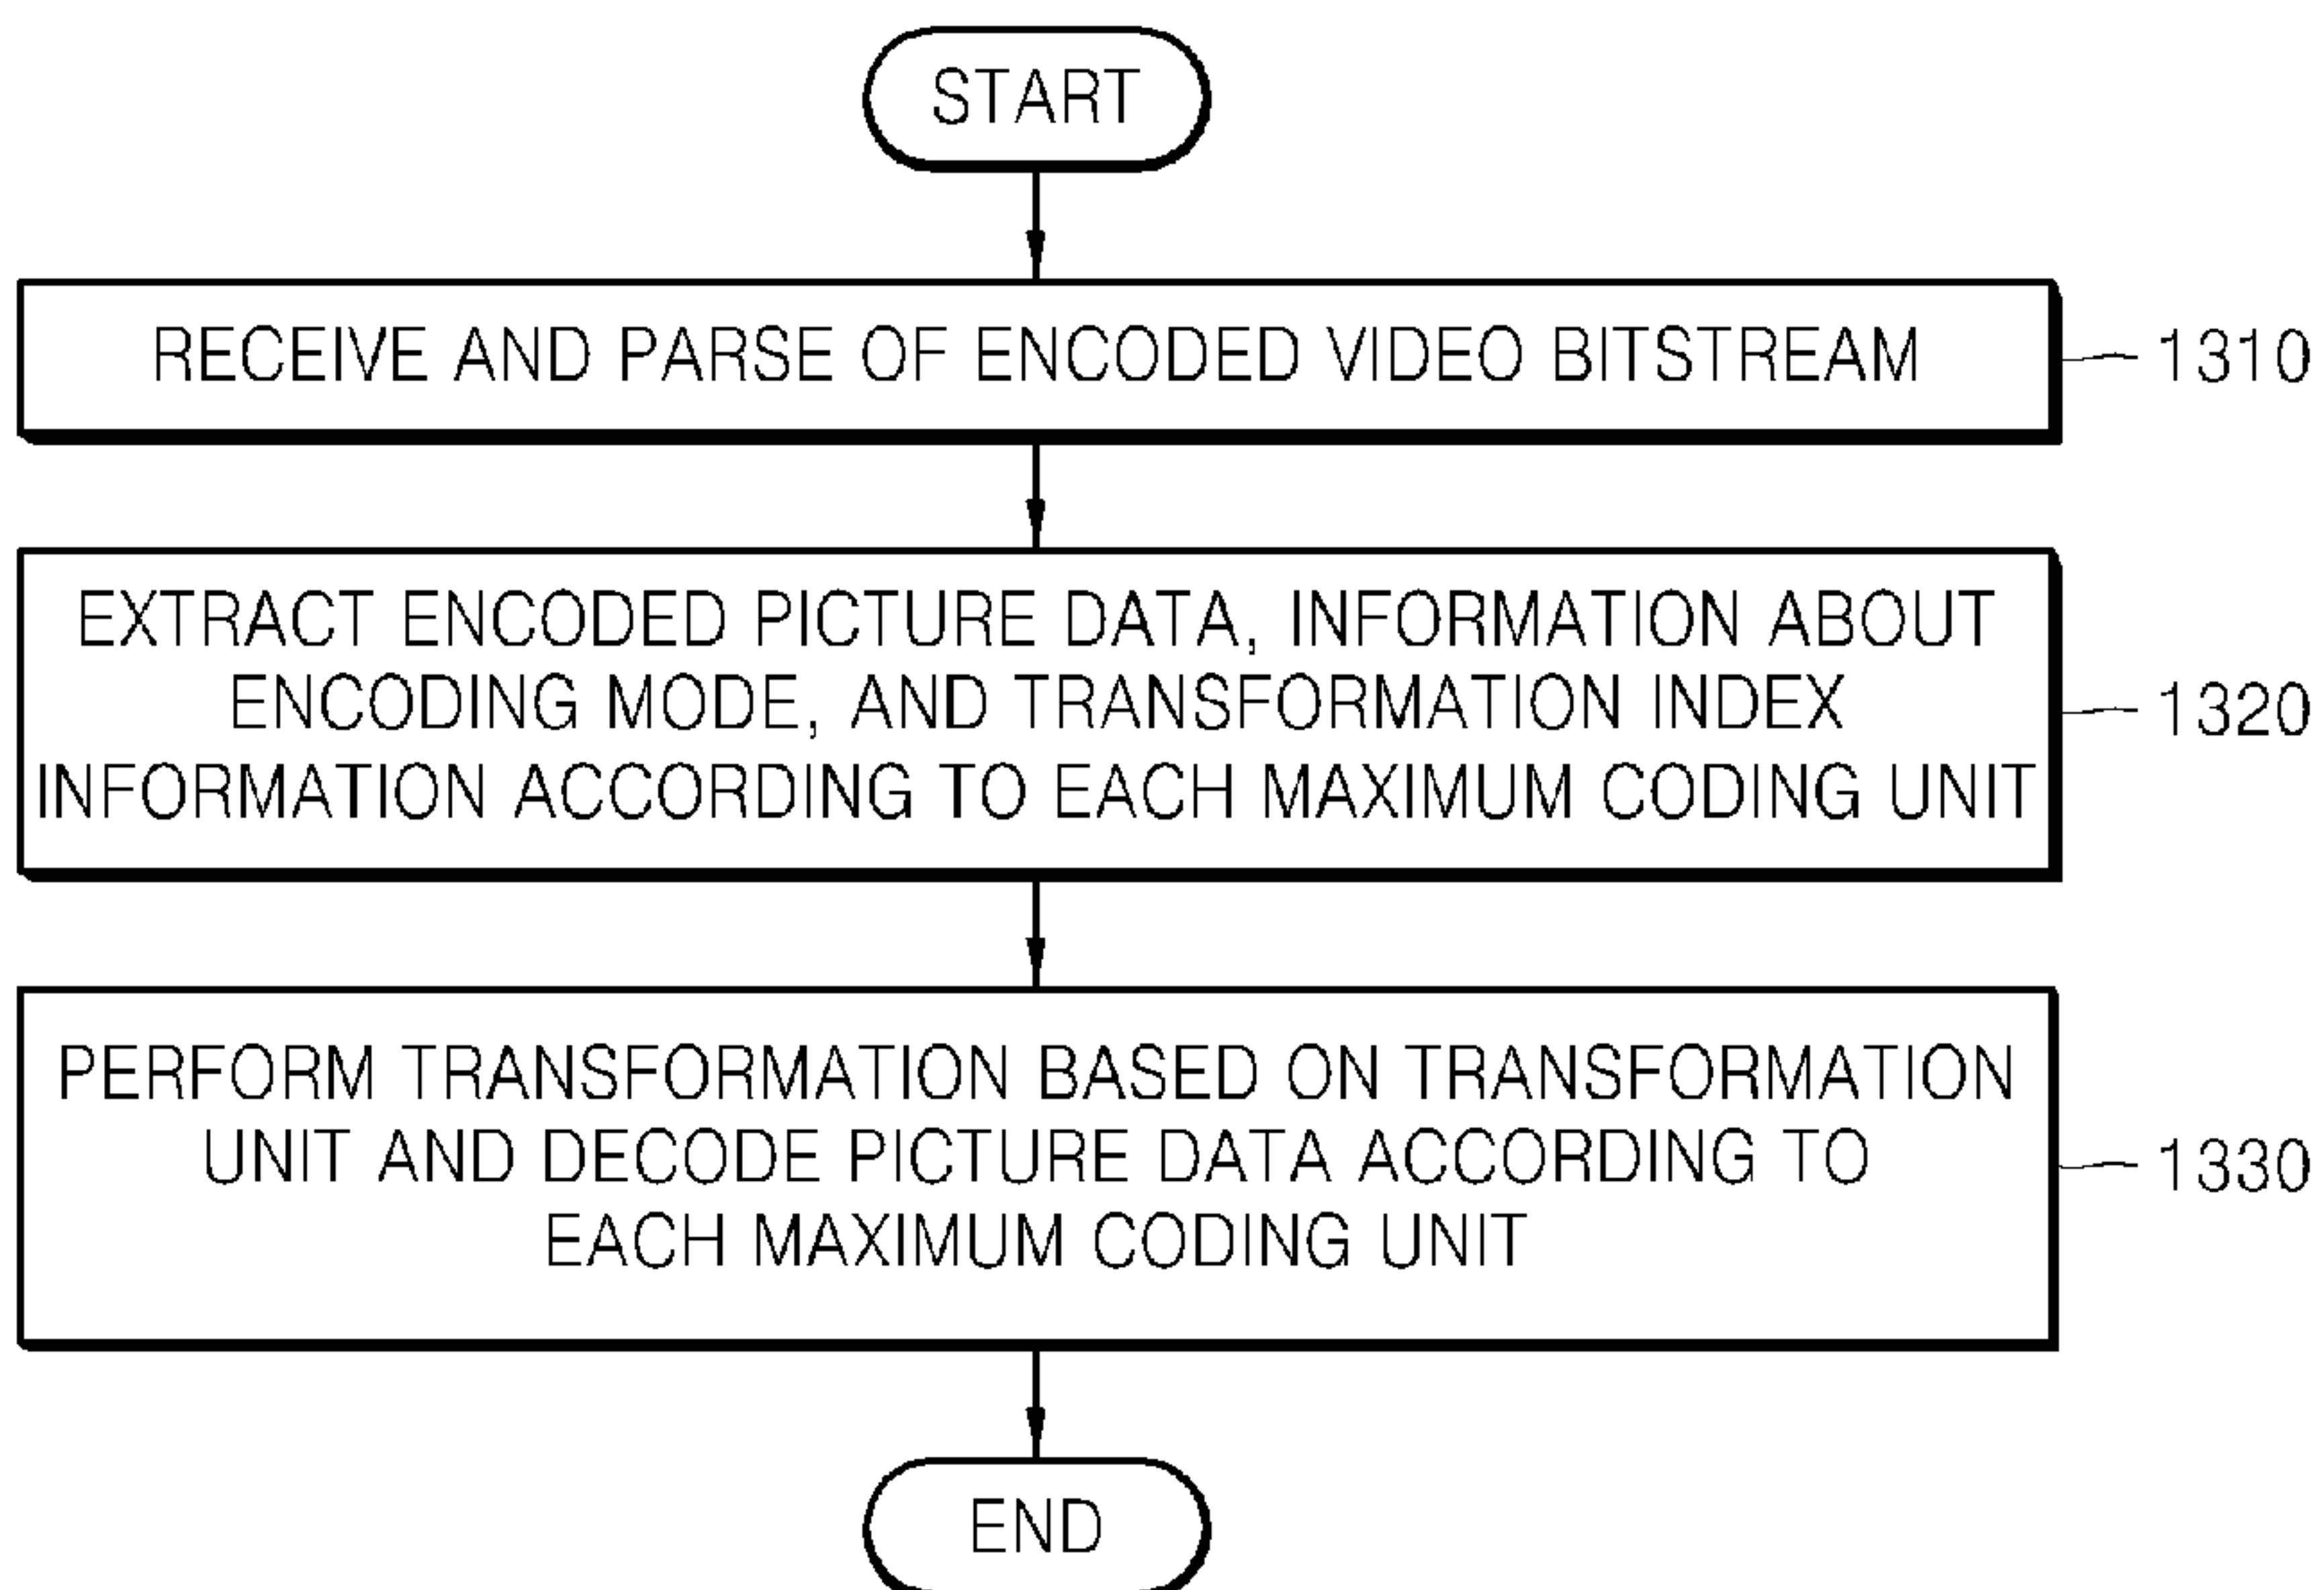 START
RECEIVE AND PARSE OF ENCODED VIDEO BITSTREAM
1310
EXTRACT ENCODED PICTURE DATA, INFORMATION ABOUT
ENCODING MODE, AND TRANSFORMATION INDEX
INFORMATION ACCORDING TO EACH MAXIMUM CODING UNIT
1320
PERFORM TRANSFORMATION BASED ON TRANSFORMATION
UNIT AND DECODE PICTURE DATA ACCORDING TO
EACH MAXIMUM CODING UNIT
1330
END